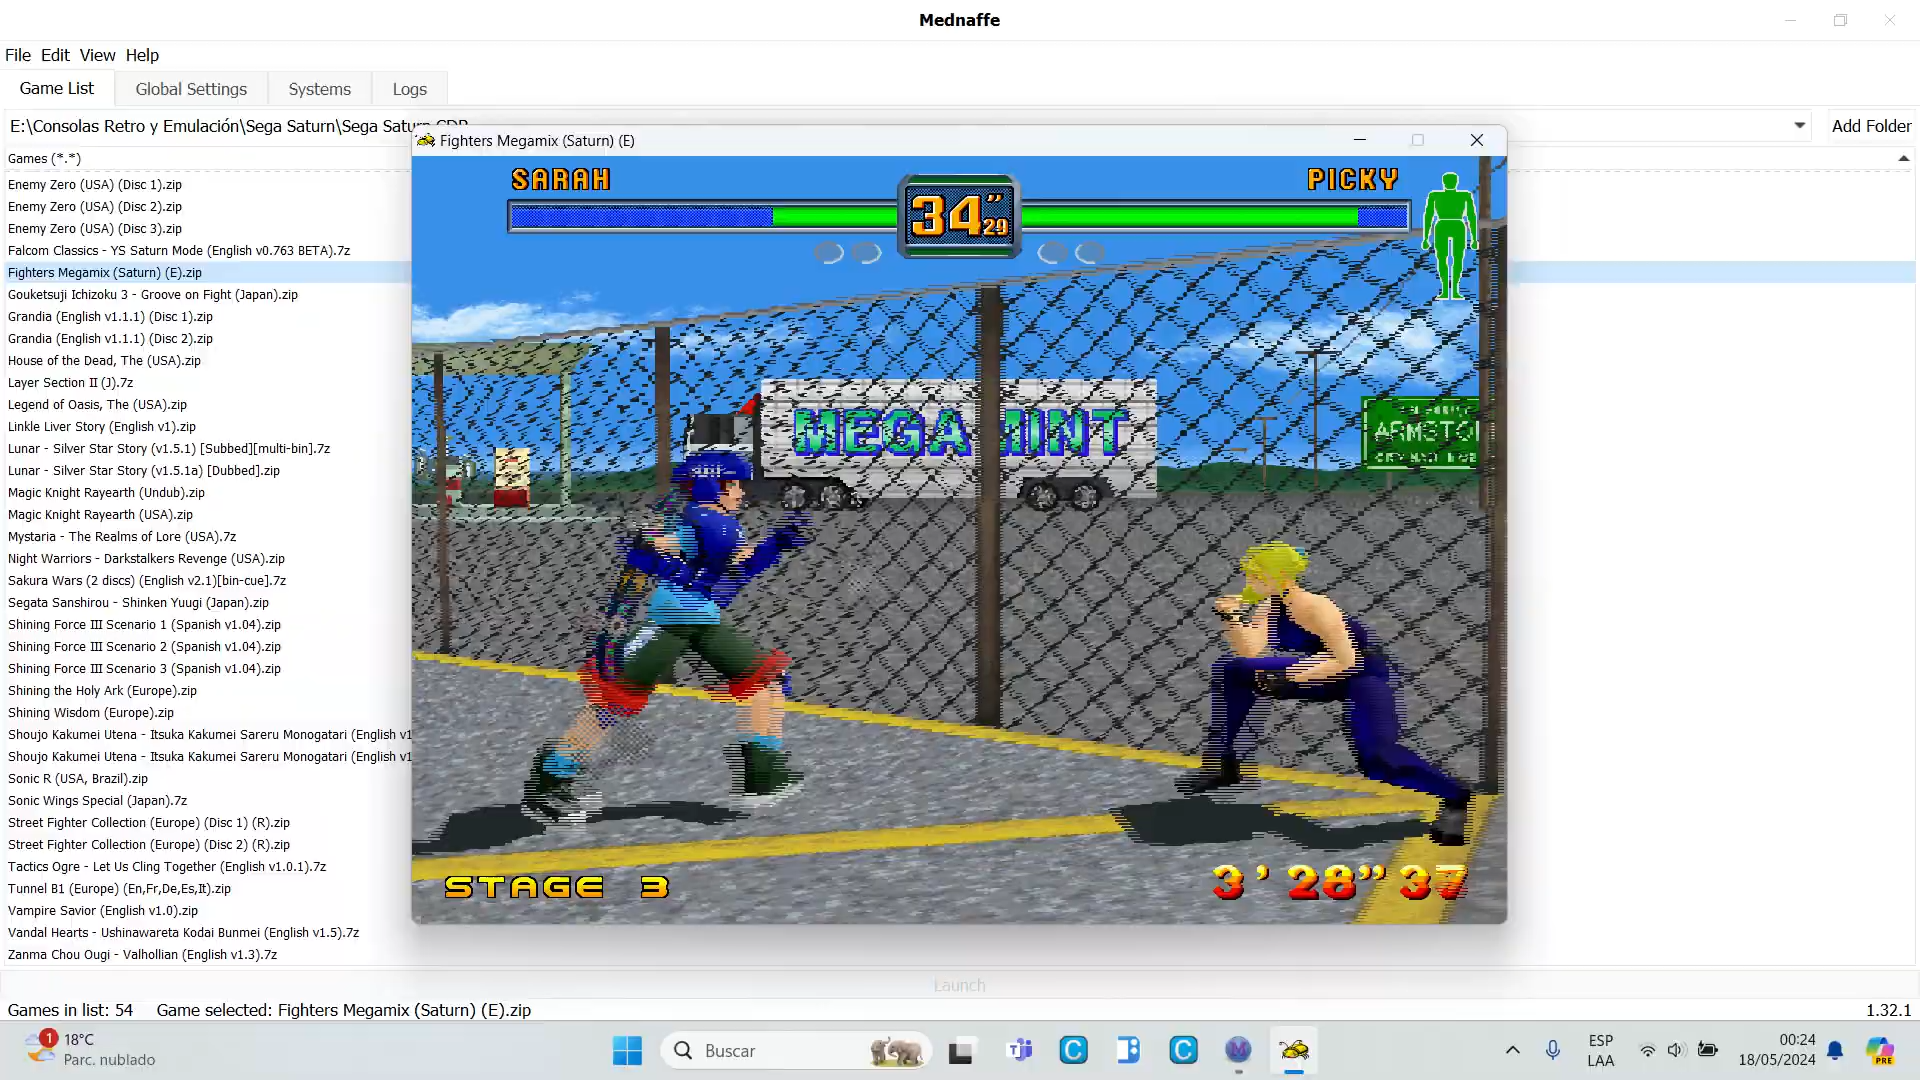 Mednaffe
File Edit View Help
Game List Global Settings Systems Logs
E:\Consolas Retro y Emulación\Sega Saturn\Sega Saturn CDR
Add Folder
Games (*.*)
Enemy Zero (USA) (Disc 1).zip
Enemy Zero (USA) (Disc 2).zip
Enemy Zero (USA) (Disc 3).zip
Falcom Classics - YS Saturn Mode (English v0.763 BETA).7z
Fighters Megamix (Saturn) (E).zip
Gouketsuji Ichizoku 3 - Groove on Fight (Japan).zip
Grandia (English v1.1.1) (Disc 1).zip
Grandia (English v1.1.1) (Disc 2).zip
House of the Dead, The (USA).zip
Layer Section II (J).7z
Legend of Oasis, The (USA).zip
Linkle Liver Story (English v1).zip
Lunar - Silver Star Story (v1.5.1) [Subbed][multi-bin].7z
Lunar - Silver Star Story (v1.5.1a) [Dubbed].zip
Magic Knight Rayearth (Undub).zip
Magic Knight Rayearth (USA).zip
Mystaria - The Realms of Lore (USA).7z
Night Warriors - Darkstalkers Revenge (USA).zip
Sakura Wars (2 discs) (English v2.1)[bin-cue].7z
Segata Sanshirou - Shinken Yuugi (Japan).zip
Shining Force III Scenario 1 (Spanish v1.04).zip
Shining Force III Scenario 2 (Spanish v1.04).zip
Shining Force III Scenario 3 (Spanish v1.04).zip
Shining the Holy Ark (Europe).zip
Shining Wisdom (Europe).zip
Shoujo Kakumei Utena - Itsuka Kakumei Sareru Monogatari (English v1
Shoujo Kakumei Utena - Itsuka Kakumei Sareru Monogatari (English v1
Sonic R (USA, Brazil).zip
Sonic Wings Special (Japan).7z
Street Fighter Collection (Europe) (Disc 1) (R).zip
Street Fighter Collection (Europe) (Disc 2) (R).zip
Tactics Ogre - Let Us Cling Together (English v1.0.1).7z
Tunnel B1 (Europe) (En,Fr,De,Es,It).zip
Vampire Savior (English v1.0).zip
Vandal Hearts - Ushinawareta Kodai Bunmei (English v1.5).7z
Zanma Chou Ougi - Valhollian (English v1.3).7z
Fighters Megamix (Saturn) (E)
SARAH
34"29
PICKY
MEGA MINT
STAGE 3
3'28"37
Launch
Games in list: 54 Game selected: Fighters Megamix (Saturn) (E).zip
1.32.1
1
18°C
Parc. nublado
Buscar
ESP
LAA
00:24
18/05/2024
PRE